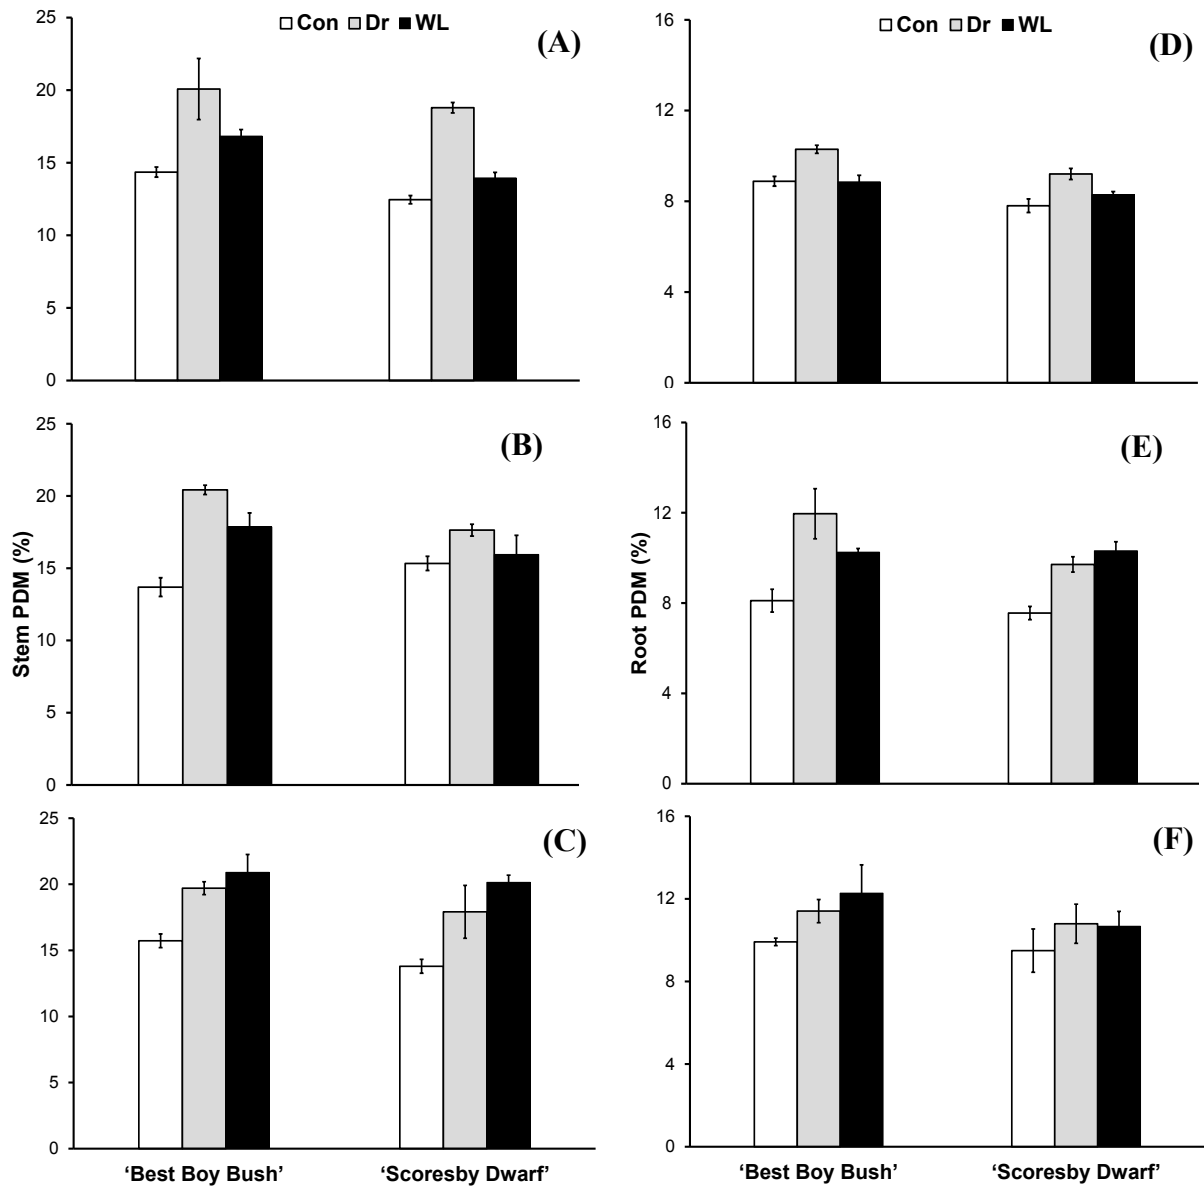 Con Dr WL
(A)
25
20
15
10
5
0
Con Dr WL
(D)
16
12
8
4
0
Stem PDM (%)
(B)
25
20
15
10
5
0
Root PDM (%)
(E)
16
12
8
4
0
(C)
25
20
15
10
5
0
‘Best Boy Bush’ ‘Scoresby Dwarf’
(F)
16
12
8
4
0
‘Best Boy Bush’ ‘Scoresby Dwarf’